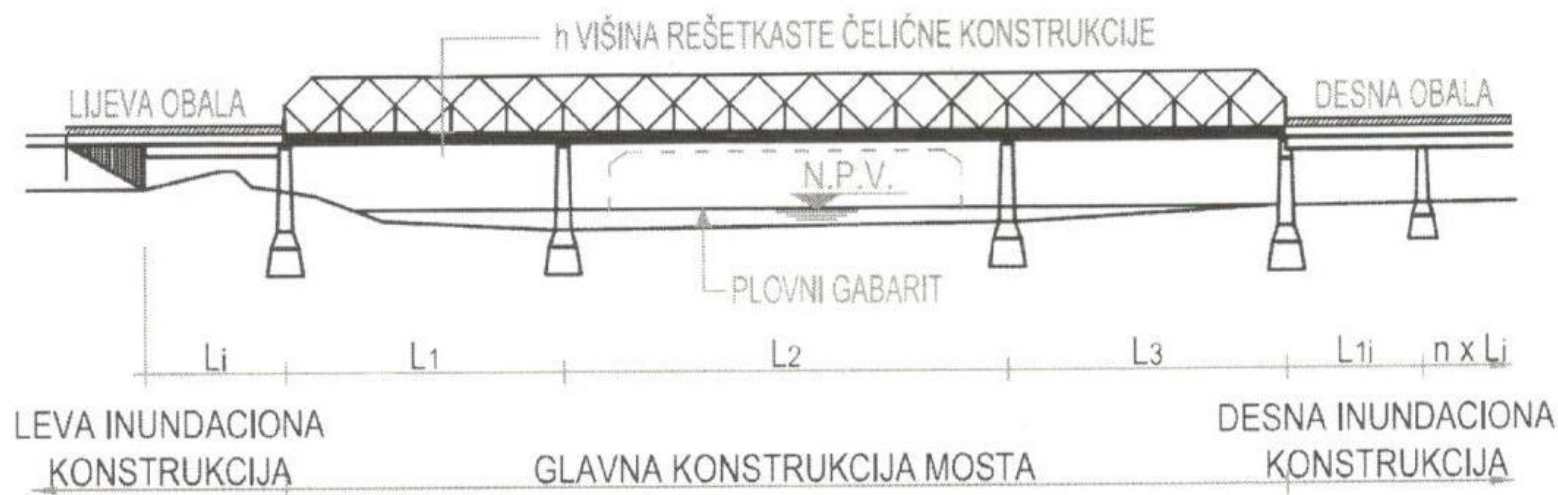 h VIŠINA REŠETKASTE ČELIČNE KONSTRUKCIJE
LIJEVA OBALA
DESNA OBALA
N.P.V.
PLOVNI GABARIT
Li
L1
L2
L3
L1i
n x Li
LEVA INUNDACIONA
KONSTRUKCIJA
GLAVNA KONSTRUKCIJA MOSTA
DESNA INUNDACIONA
KONSTRUKCIJA